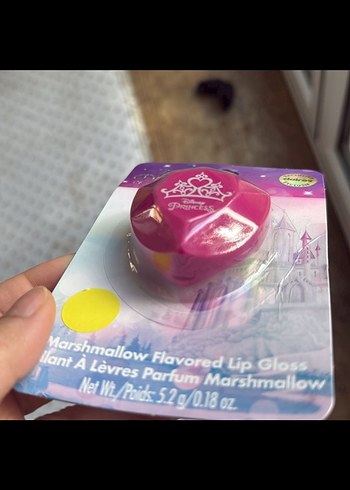 Disney
PRINCESS
Marshmallow Flavored Lip Gloss
llant À Lèvres Parfum Marshmallow
Net Wt./Poids: 5.2 g/0.18 oz.